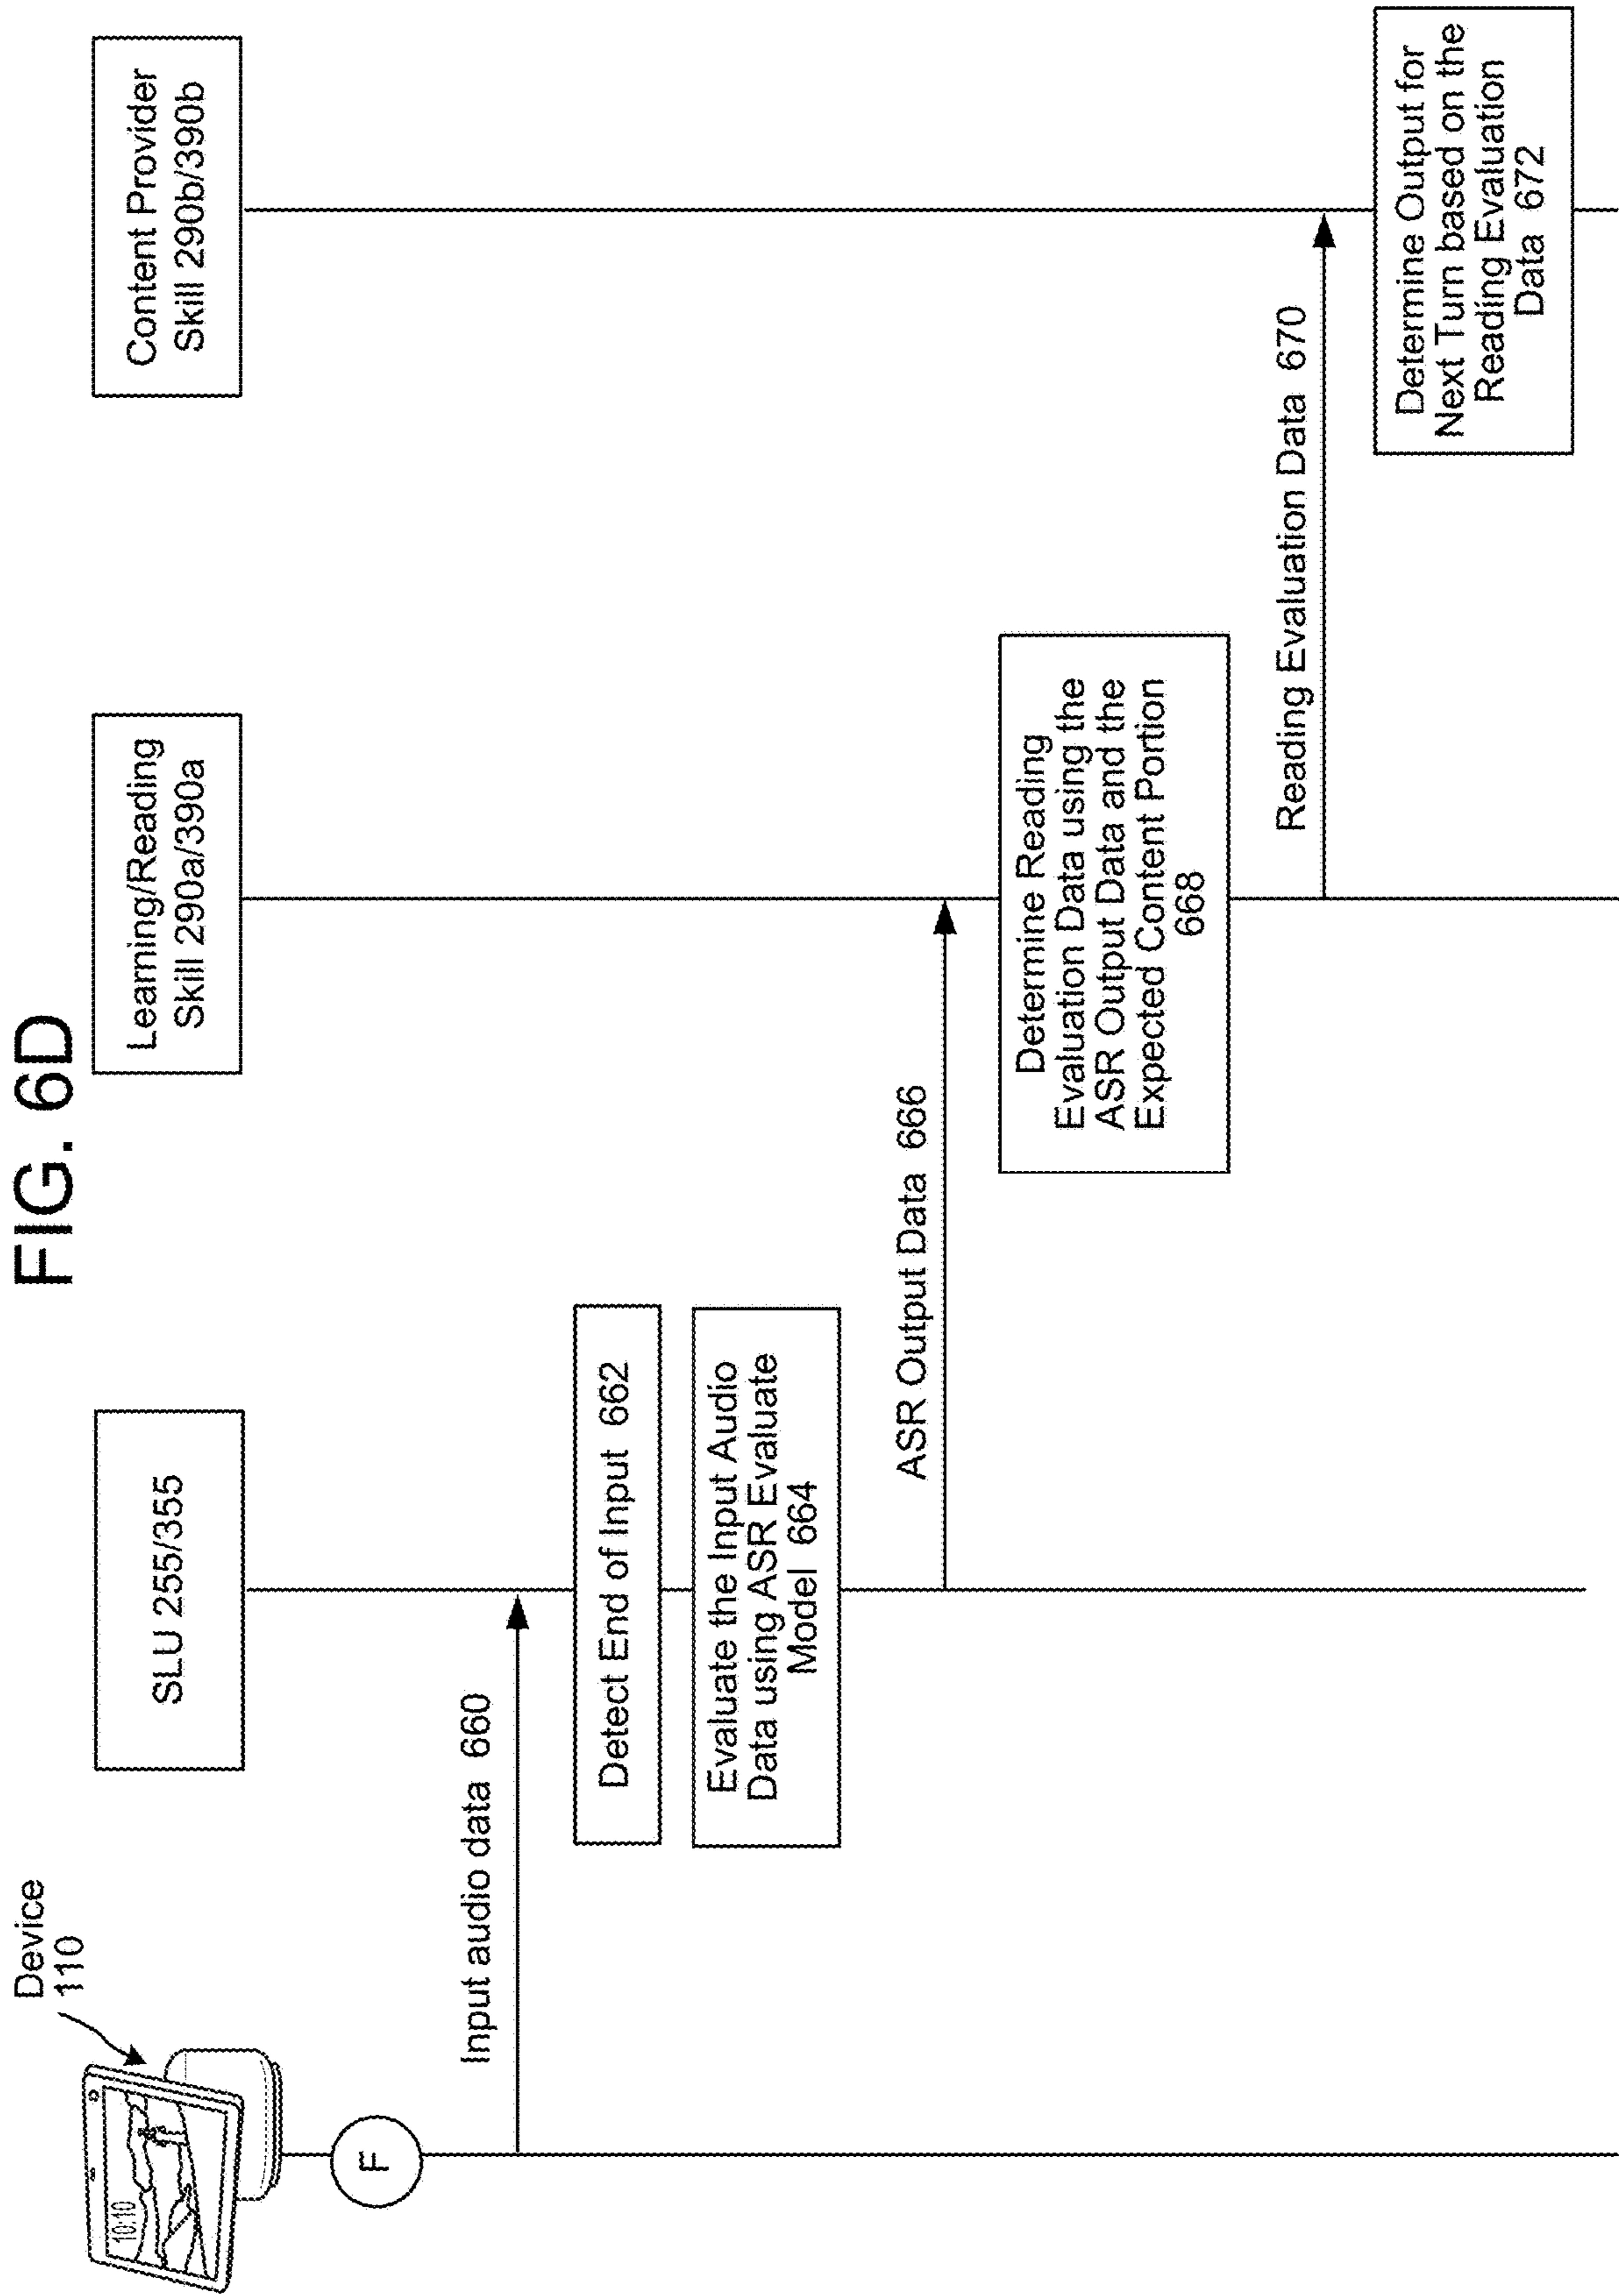 FIG. 6D
Device
110
10:10
F
SLU 255/355
Learning/Reading
Skill 290a/390a
Content Provider
Skill 290b/390b
Input audio data 660
Detect End of Input 662
Evaluate the Input Audio
Data using ASR Evaluate
Model 664
ASR Output Data 666
Determine Reading
Evaluation Data using the
ASR Output Data and the
Expected Content Portion
668
Reading Evaluation Data 670
Determine Output for
Next Turn based on the
Reading Evaluation
Data 672